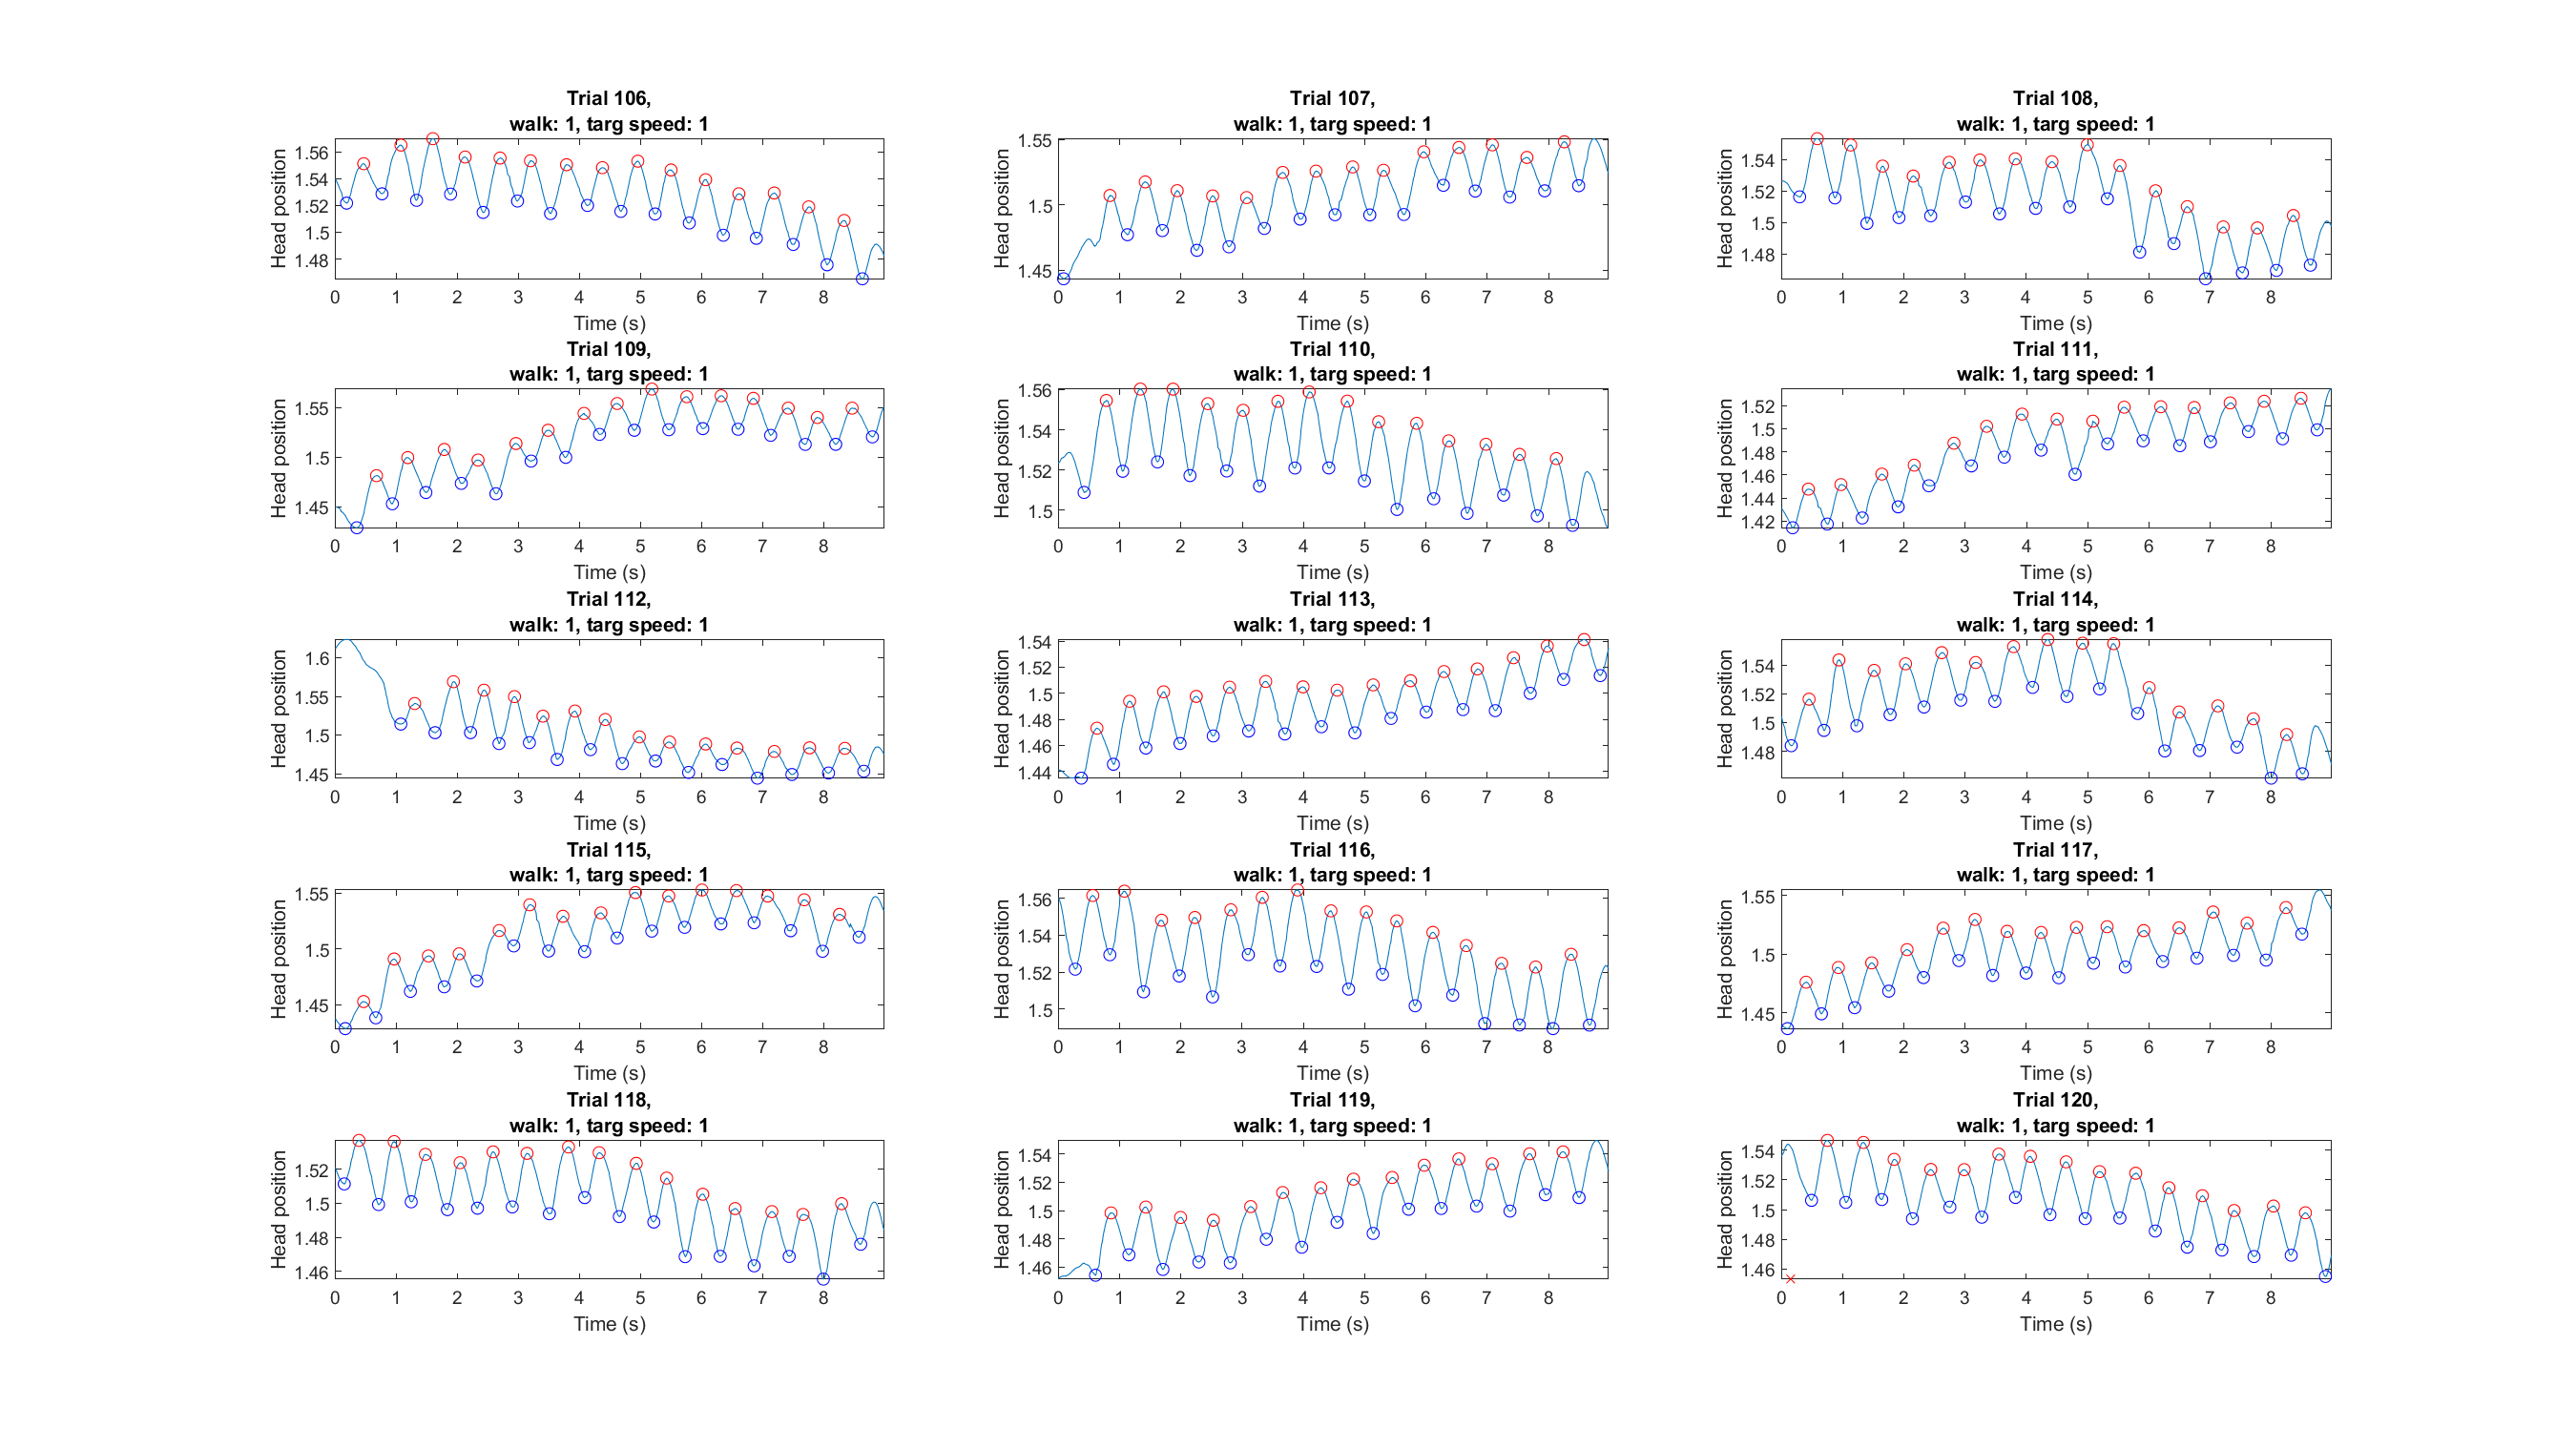 Trial 106,
walk: 1, targ speed: 1
Head position
1.56
1.54
1.52
1.5
1.48
0 1 2 3 4 5 6 7 8
Time (s)
Trial 107,
walk: 1, targ speed: 1
Head position
1.55
1.5
1.45
0 1 2 3 4 5 6 7 8
Time (s)
Trial 108,
walk: 1, targ speed: 1
Head position
1.54
1.52
1.5
1.48
0 1 2 3 4 5 6 7 8
Time (s)
Trial 109,
walk: 1, targ speed: 1
Head position
1.55
1.5
1.45
0 1 2 3 4 5 6 7 8
Time (s)
Trial 110,
walk: 1, targ speed: 1
Head position
1.56
1.54
1.52
1.5
0 1 2 3 4 5 6 7 8
Time (s)
Trial 111,
walk: 1, targ speed: 1
Head position
1.52
1.5
1.48
1.46
1.44
1.42
0 1 2 3 4 5 6 7 8
Time (s)
Trial 112,
walk: 1, targ speed: 1
Head position
1.6
1.55
1.5
1.45
0 1 2 3 4 5 6 7 8
Time (s)
Trial 113,
walk: 1, targ speed: 1
Head position
1.54
1.52
1.5
1.48
1.46
1.44
0 1 2 3 4 5 6 7 8
Time (s)
Trial 114,
walk: 1, targ speed: 1
Head position
1.54
1.52
1.5
1.48
0 1 2 3 4 5 6 7 8
Time (s)
Trial 115,
walk: 1, targ speed: 1
Head position
1.55
1.5
1.45
0 1 2 3 4 5 6 7 8
Time (s)
Trial 116,
walk: 1, targ speed: 1
Head position
1.56
1.54
1.52
1.5
0 1 2 3 4 5 6 7 8
Time (s)
Trial 117,
walk: 1, targ speed: 1
Head position
1.55
1.5
1.45
0 1 2 3 4 5 6 7 8
Time (s)
Trial 118,
walk: 1, targ speed: 1
Head position
1.52
1.5
1.48
1.46
0 1 2 3 4 5 6 7 8
Time (s)
Trial 119,
walk: 1, targ speed: 1
Head position
1.54
1.52
1.5
1.48
1.46
0 1 2 3 4 5 6 7 8
Time (s)
Trial 120,
walk: 1, targ speed: 1
Head position
1.54
1.52
1.5
1.48
1.46
0 1 2 3 4 5 6 7 8
Time (s)